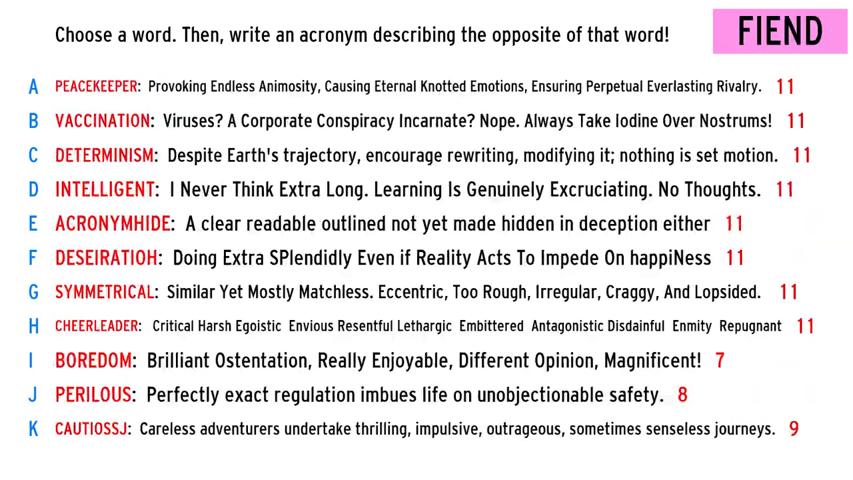 Choose a word. Then, write an acronym describing the opposite of that word!
FIEND
A PEACEKEEPER: Provoking Endless Animosity, Causing Eternal Knotted Emotions, Ensuring Perpetual Everlasting Rivalry. 11
B VACCINATION: Viruses? A Corporate Conspiracy Incarnate? Nope. Always Take Iodine Over Nostrums! 11
C DETERMINISM: Despite Earth's trajectory, encourage rewriting, modifying it; nothing is set motion. 11
D INTELLIGENT: I Never Think Extra Long. Learning Is Genuinely Excruciating. No Thoughts. 11
E ACRONYMHIDE: A clear readable outlined not yet made hidden in deception either 11
F DESEIRATIOH: Doing Extra SPlendidly Even if Reality Acts To Impede On happiNess 11
G SYMMETRICAL: Similar Yet Mostly Matchless. Eccentric, Too Rough, Irregular, Craggy, And Lopsided. 11
H CHEERLEADER: Critical Harsh Egoistic Envious Resentful Lethargic Embittered Antagonistic Disdainful Enmity Repugnant 11
I BOREDOM: Brilliant Ostentation, Really Enjoyable, Different Opinion, Magnificent! 7
J PERILOUS: Perfectly exact regulation imbues life on unobjectionable safety. 8
K CAUTIOSSJ: Careless adventurers undertake thrilling, impulsive, outrageous, sometimes senseless journeys. 9